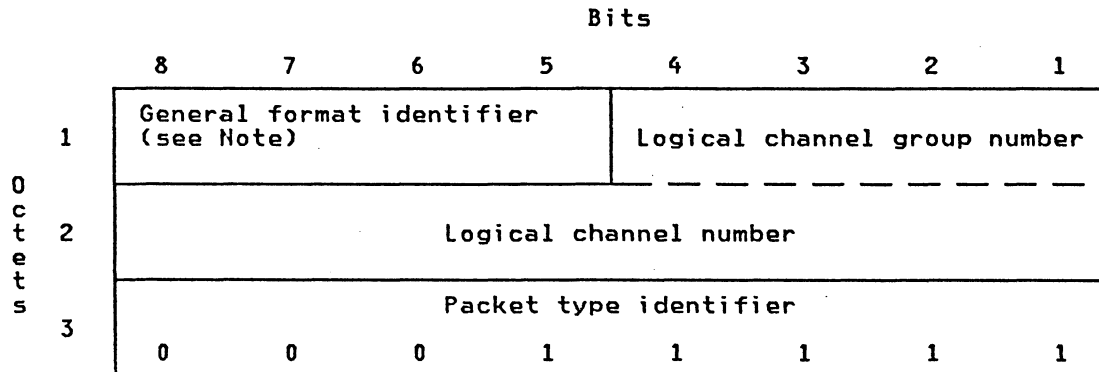 Bits
8 7 6 5 4 3 2 1
General format identifier
(see Note)
1
Logical channel group number
Octets
2
Logical channel number
Packet type identifier
3
0 0 0 1 1 1 1 1